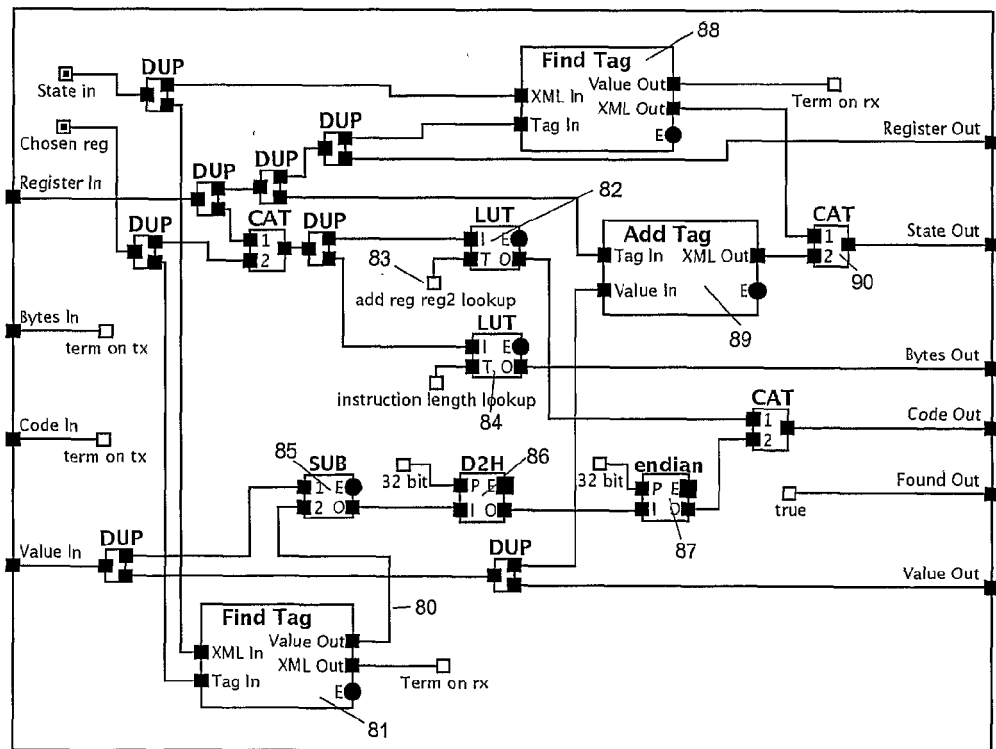 88
DUP
Find Tag
State in
Value Out
XML In
XML Out
Term on rx
Tag In
E
DUP
Chosen reg
Register Out
DUP
DUP
Register In
82
CAT
DUP
LUT
CAT
DUP
1
2
I E
T O
83
add reg reg2 lookup
Add Tag
Tag In
XML Out
Value In
E
89
1
2
90
State Out
Bytes In
term on tx
LUT
I E
T O
instruction length lookup
84
Bytes Out
CAT
1
2
Code Out
Code In
term on tx
85
SUB
1 E
2 O
32 bit
D2H
86
P E
I O
32 bit
endian
P E
I O
87
Found Out
true
Value In
DUP
DUP
Value Out
80
Find Tag
Value Out
XML In
XML Out
Tag In
E
Term on rx
81